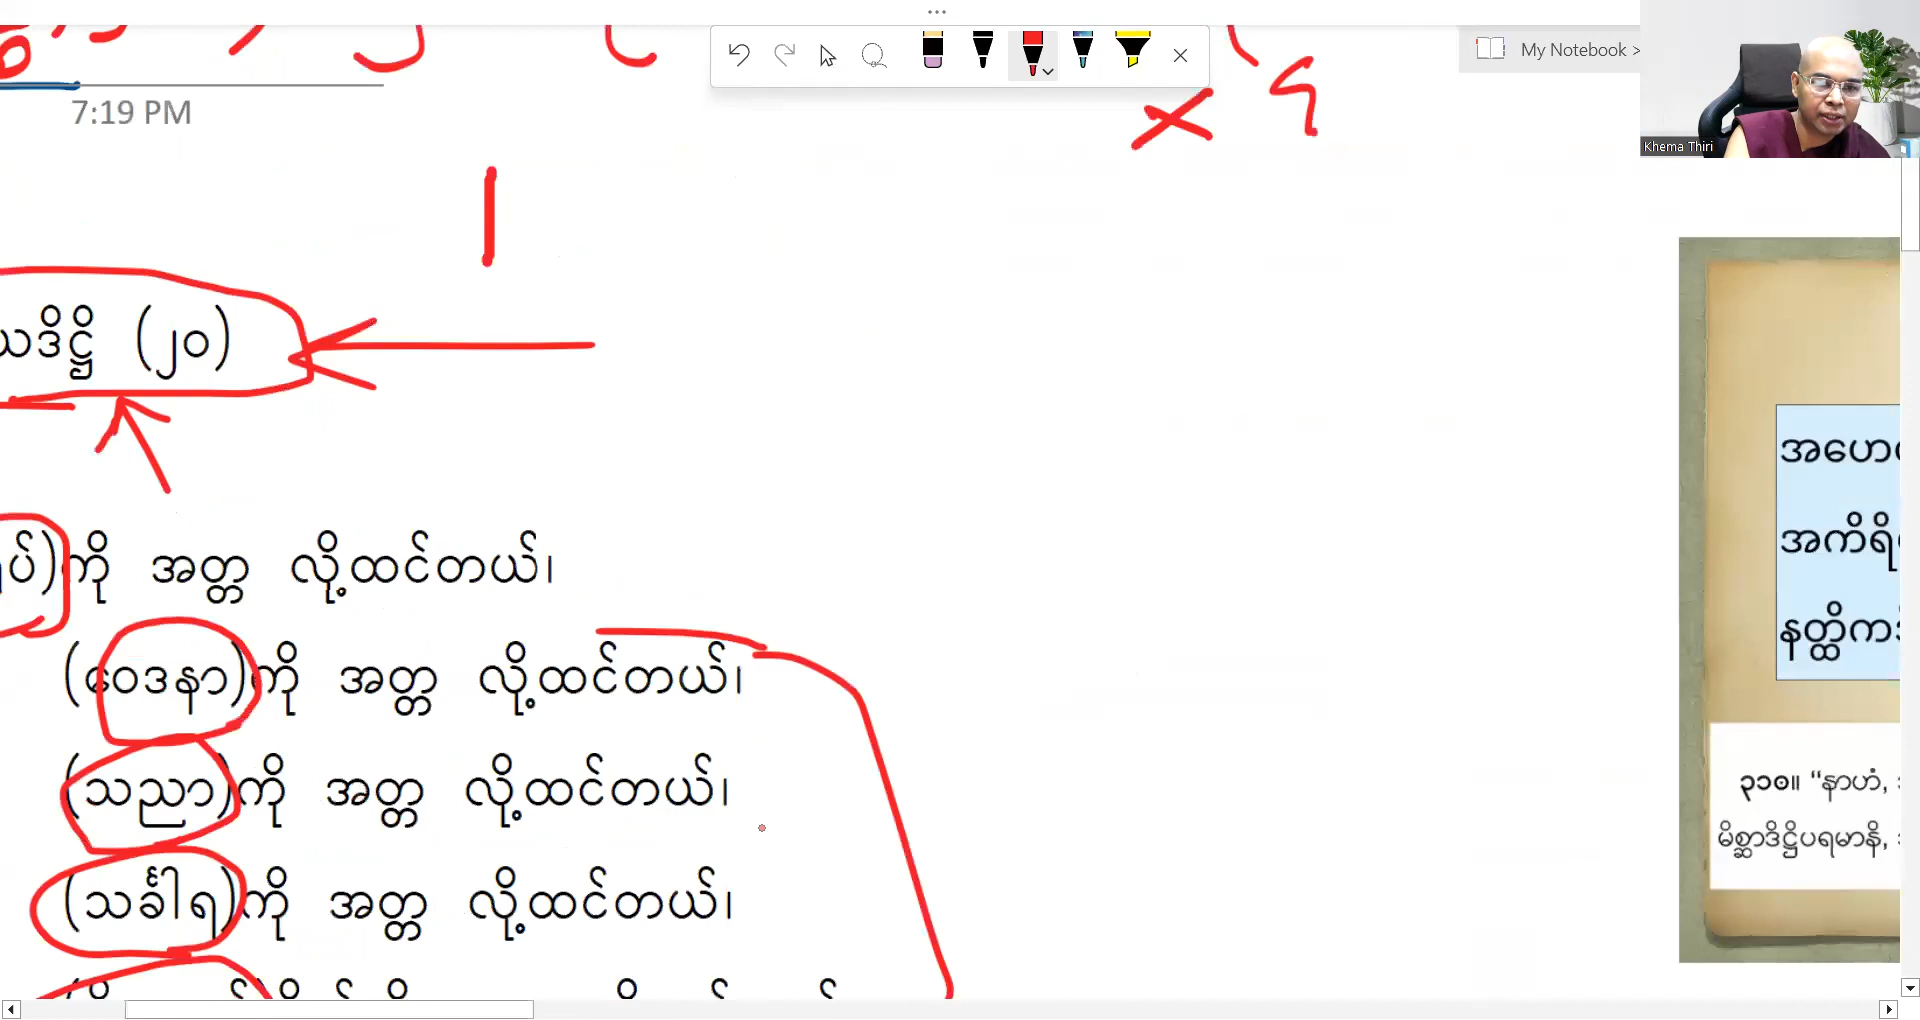 ...
My Notebook >
Khema Thiri
7:19 PM
ယဒိဋ္ဌိ (၂၀)
ပ်)ကို အတ္တ လို့ထင်တယ်၊
(ဝေဒနာ)ကို အတ္တ လို့ထင်တယ်၊
(သညာ)ကို အတ္တ လို့ထင်တယ်၊
(သင်္ခါရ)ကို အတ္တ လို့ထင်တယ်၊
အဟေ
အကိရိ
နတ္ထိက
၃၁၀။ “နာဟံ,
မိစ္ဆာဒိဋ္ဌိပရမာနိ,